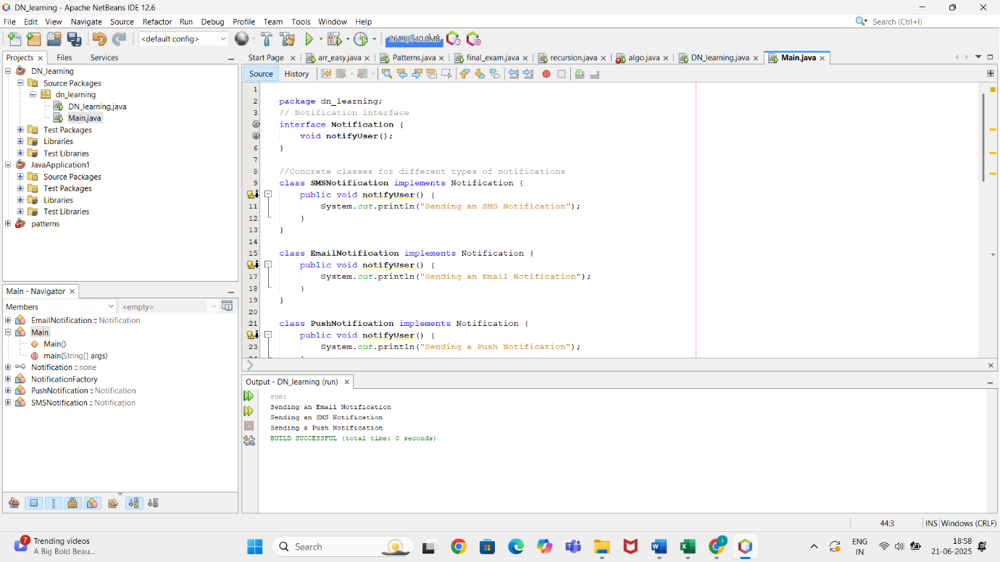 DN_learning - Apache NetBeans IDE 12.6
File Edit View Navigate Source Refactor Run Debug Profile Team Tools Window Help
Search (Ctrl+I)
<default config>
Projects Files Services
DN_learning
Source Packages
dn_learning
DN_learning.java
Main.java
Test Packages
Libraries
Test Libraries
JavaApplication1
Source Packages
Test Packages
Libraries
Test Libraries
patterns
Main - Navigator
Members
<empty>
EmailNotification :: Notification
Main
Main()
main(String[] args)
Notification :: none
NotificationFactory
PushNotification :: Notification
SMSNotification :: Notification
Start Page arr_easy.java Patterns.java final_exam.java recursion.java algo.java DN_learning.java Main.java
Source History
1
2 package dn_learning;
3 // Notification interface
interface Notification {
void notifyUser();
6 }
7
8 //Concrete classes for different types of notifications
9 class SMSNotification implements Notification {
public void notifyUser() {
11 System.out.println("Sending an SMS Notification");
12 }
13 }
14
15 class EmailNotification implements Notification {
public void notifyUser() {
17 System.out.println("Sending an Email Notification");
18 }
19 }
20
21 class PushNotification implements Notification {
public void notifyUser() {
23 System.out.println("Sending a Push Notification");
Output - DN_learning (run)
run:
Sending an Email Notification
Sending an SMS Notification
Sending a Push Notification
BUILD SUCCESSFUL (total time: 0 seconds)
44:3 INS Windows (CRLF)
7
Trending videos
A Big Bold Beau...
Search
ENG
IN
18:58
21-06-2025